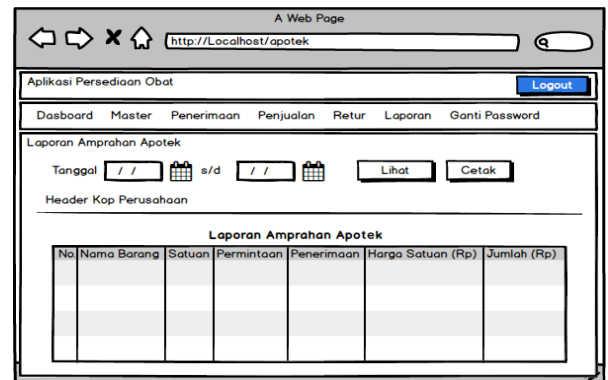 A Web Page
http://Localhost/apotek
Aplikasi Persediaan Obat
Logout
Dasboard Master Penerimaan Penjualan Retur Laporan Ganti Password
Laporan Amprahan Apotek
Tanggal / / s/d / / Lihat Cetak
Header Kop Perusahaan
Laporan Amprahan Apotek
No. Nama Barang Satuan Permintaan Penerimaan Harga Satuan (Rp) Jumlah (Rp)